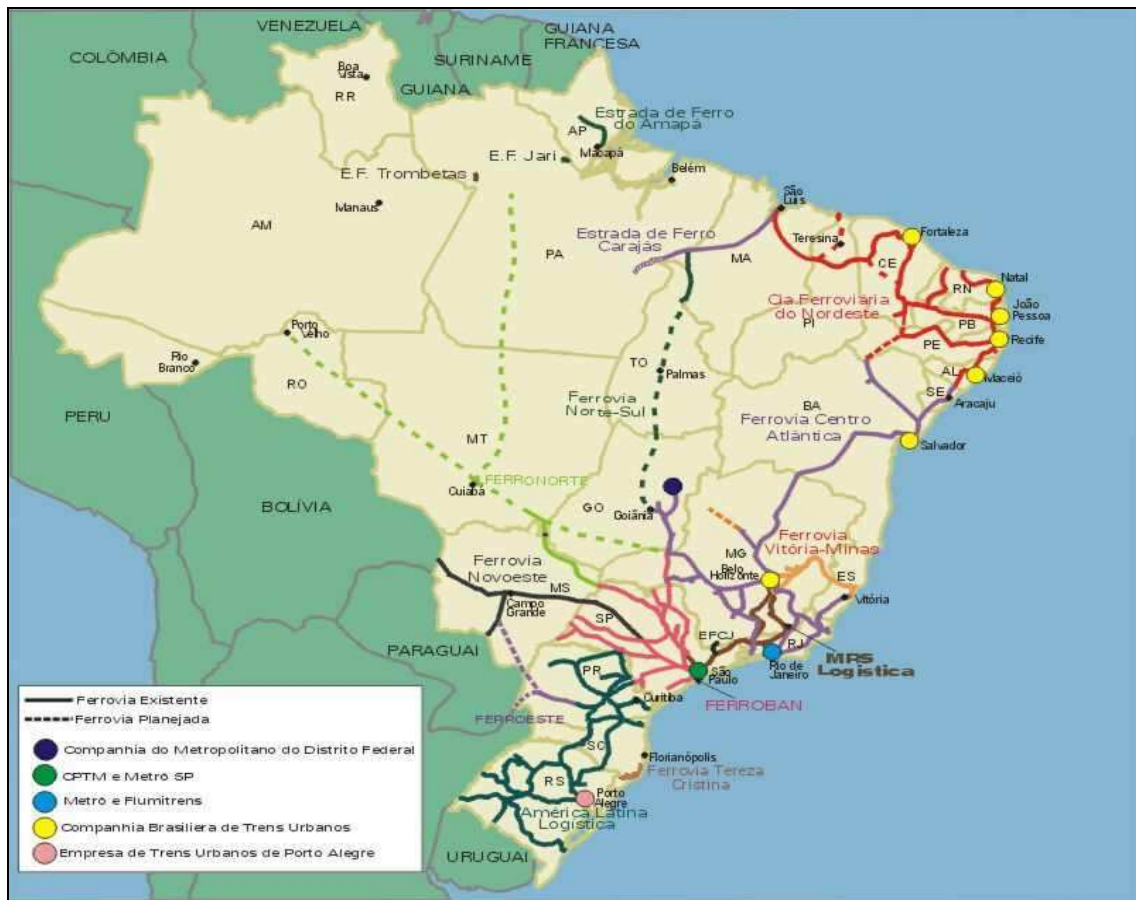 VENEZUELA
GUIANA
FRANCESA
COLÔMBIA
SURINAME
Boa
Vista
GUIANA
RR
Estrada de Ferro
do Amapá
AP
Macapá
E.F. Jari
E.F. Trombetas
Belém
Manaus
São
Luis
AM
Estrada de Ferro
Carajás
PA
MA
Teresina
Fortaleza
CE
RN
Natal
Cia.Ferroviária
do Nordeste
João
Pessoa
PI
PB
Recife
PE
Porto
Velho
Rio
Branco
RO
TO
Palmas
AL
Maceió
SE
Aracaju
PERU
Ferrovia
Norte-Sul
BA
Ferrovia Centro
Atlântica
Salvador
MT
FERRONORTE
Cuiabá
BOLÍVIA
GO
Goiânia
Ferrovia
Vitória-Minas
MG
Belo
Horizonte
ES
Vitória
Ferrovia
Novoeste
MS
Campo
Grande
SP
EFCJ
RJ
MRS
Logística
PARAGUAI
PR
São
Paulo
Rio de
Janeiro
Curitiba
FERROBAN
FERROESTE
SC
Florianópolis
Ferrovia Tereza
Cristina
RS
Porto
Alegre
América Latina
Logística
URUGUAI
Ferrovia Existente
Ferrovia Planejada
Companhia do Metropolitano do Distrito Federal
CPTM e Metrô SP
Metrô e Flumitrens
Companhia Brasiliera de Trens Urbanos
Empresa de Trens Urbanos de Porto Alegre